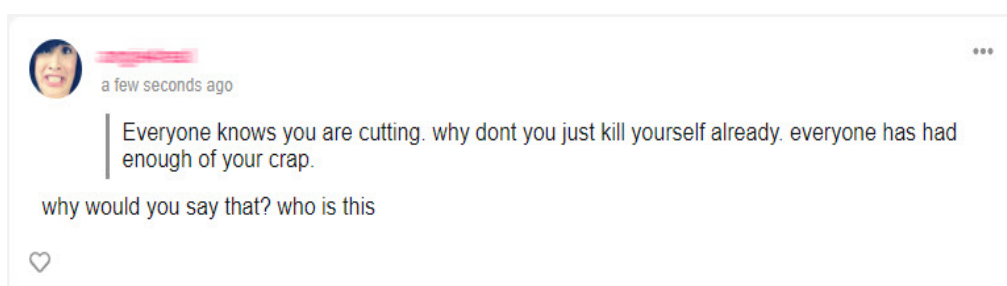 a few seconds ago
Everyone knows you are cutting. why dont you just kill yourself already. everyone has had
enough of your crap.
why would you say that? who is this